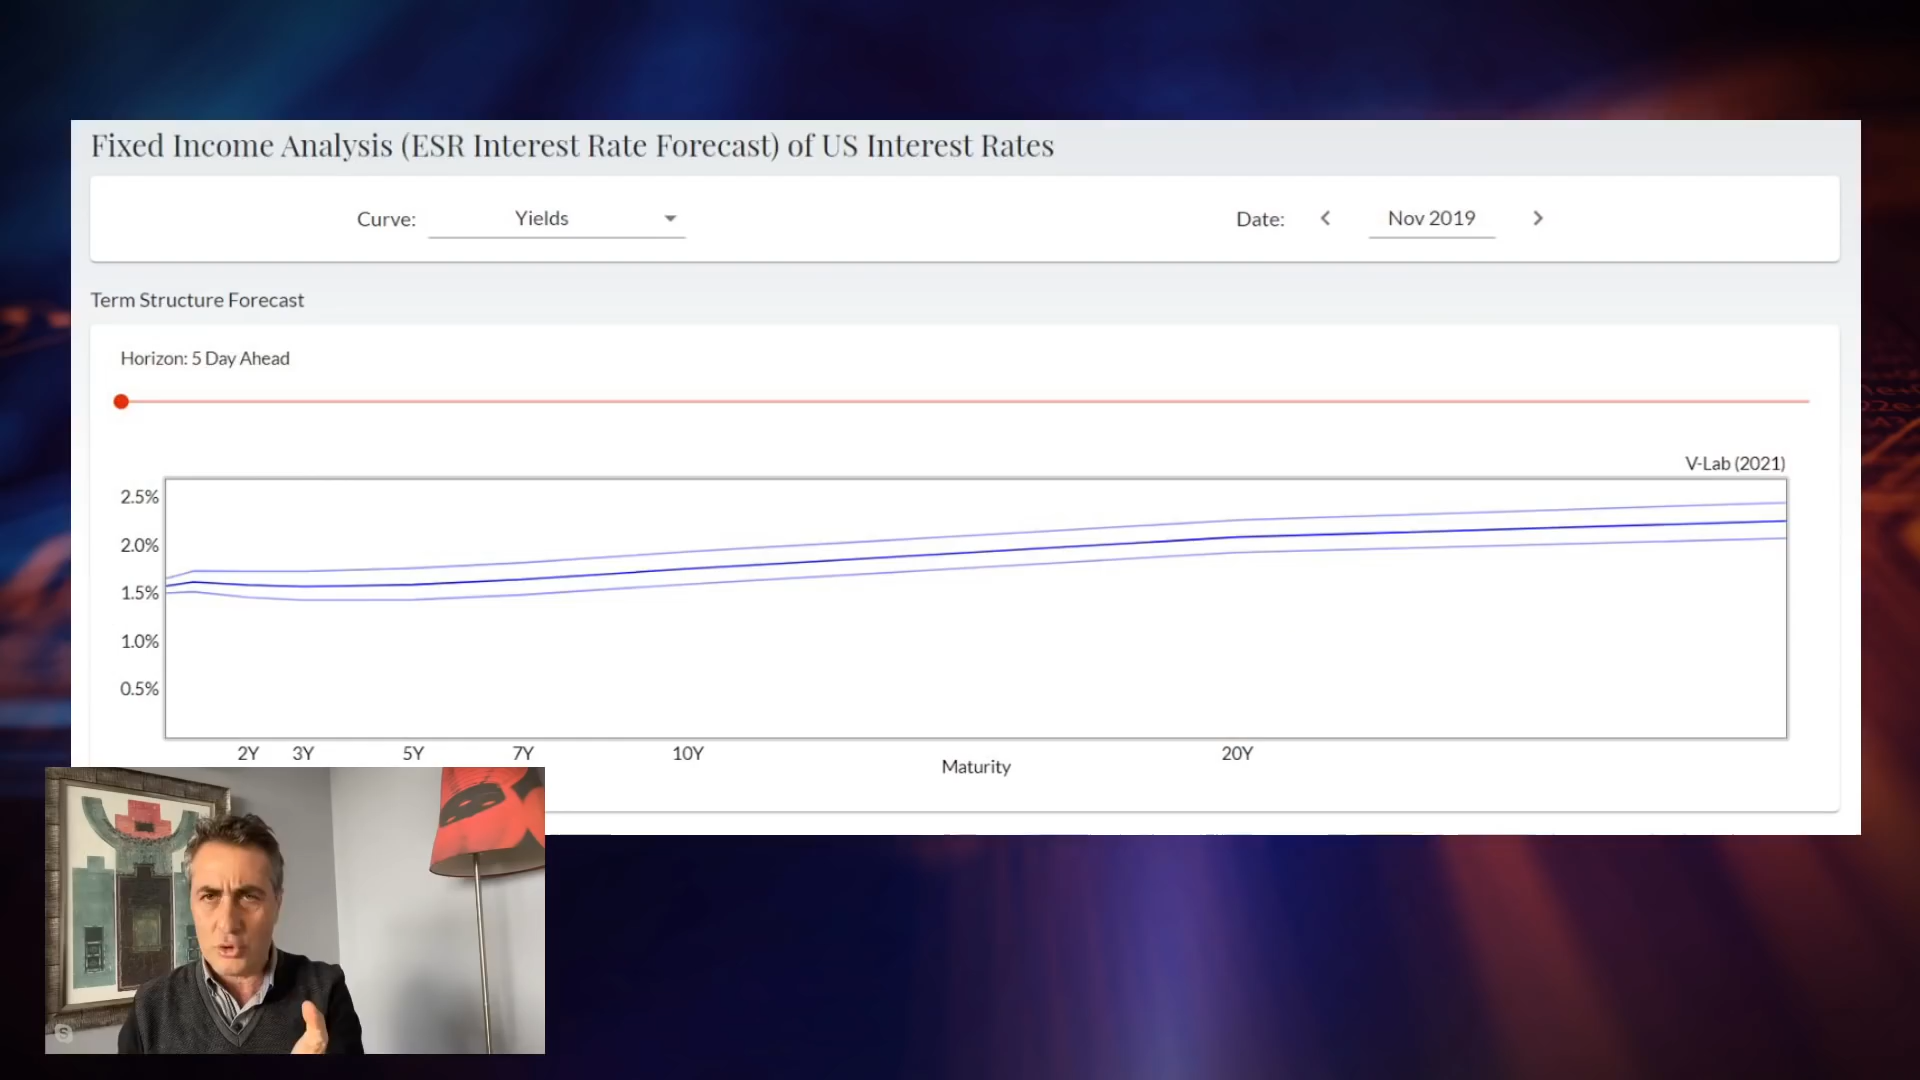 Fixed Income Analysis (ESR Interest Rate Forecast) of US Interest Rates
Curve: Yields Date: Nov 2019
Term Structure Forecast
Horizon: 5 Day Ahead
V-Lab (2021)
2.5%
2.0%
1.5%
1.0%
0.5%
2Y 3Y 5Y 7Y 10Y 20Y
Maturity